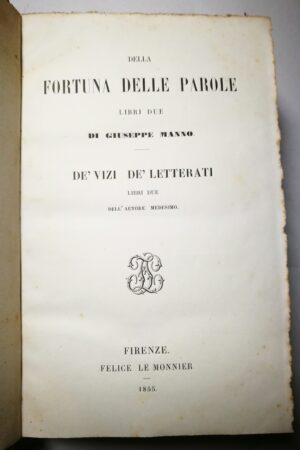 DELLA
FORTUNA DELLE PAROLE
LIBRI DUE
DI GIUSEPPE MANNO.
DE' VIZI DE' LETTERATI
LIBRI DUE
DELL'AUTORE MEDESIMO.
FIRENZE.
FELICE LE MONNIER.
1855.